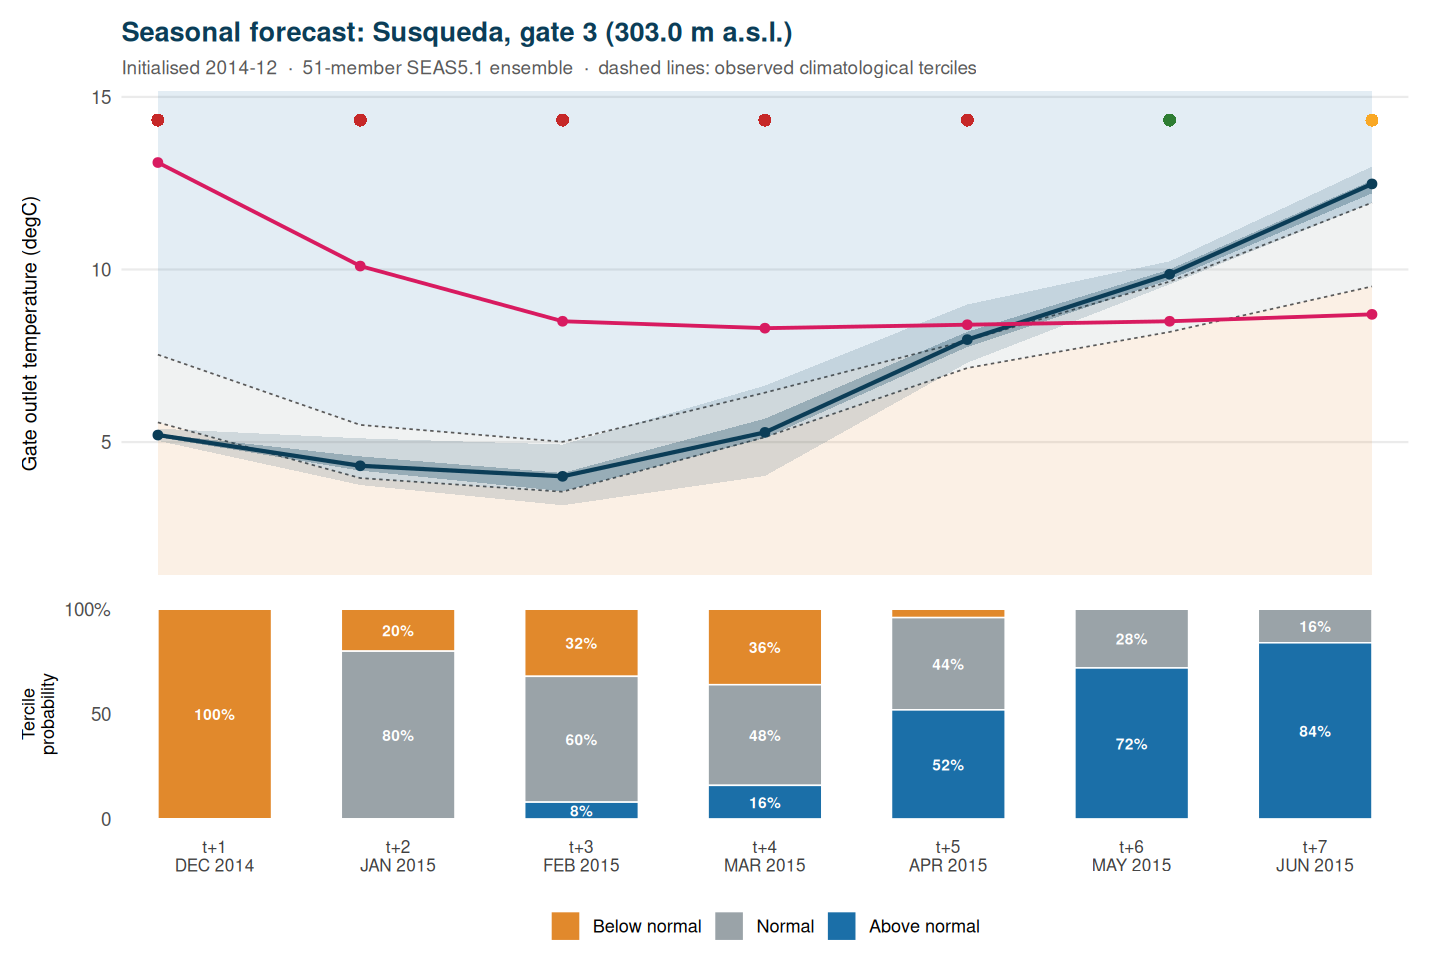 Seasonal forecast: Susqueda, gate 3 (303.0 m a.s.l.)
Initialised 2014-12 · 51-member SEAS5.1 ensemble · dashed lines: observed climatological terciles
Gate outlet temperature (degC)
15
10
5
Tercile
probability
100%
50
0
100%
20%
80%
32%
60%
8%
36%
48%
16%
44%
52%
28%
72%
16%
84%
t+1
DEC 2014
t+2
JAN 2015
t+3
FEB 2015
t+4
MAR 2015
t+5
APR 2015
t+6
MAY 2015
t+7
JUN 2015
Below normal
Normal
Above normal